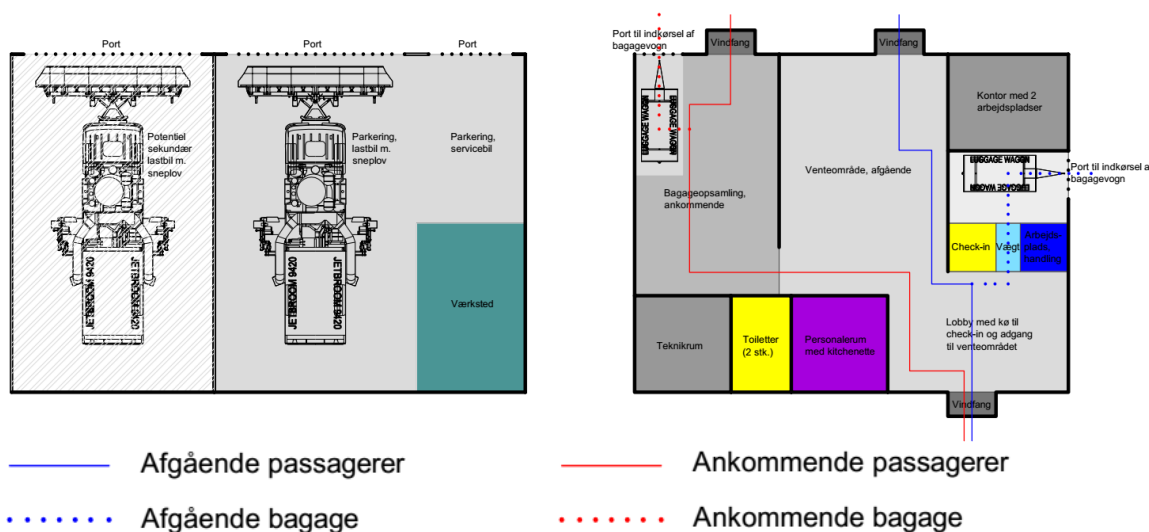 Port
Port
Port
Potentiel
sekundær
lastbil m.
sneplov
Parkering,
lastbil m.
sneplov
Parkering,
servicebil
JETBROOM 9420
JETBROOM 9420
JETBROOM 9420
JETBROOM 9420
Værksted
Port til indkørsel af
bagagevogn
Vindfang
Vindfang
LUGGAGE WAGON
LUGGAGE WAGON
Kontor med 2
arbejdspladser
Bagageopsamling,
ankommende
Venteområde, afgående
LUGGAGE WAGON
LUGGAGE WAGON
Port til indkørsel af
bagagevogn
Check-in
Vægt
Arbejds-
plads,
handling
Teknikrum
Toiletter
(2 stk.)
Personalerum
med kitchenette
Lobby med kø til
check-in og adgang
til venteområdet
Vindfang
Afgående passagerer
Ankommende passagerer
Afgående bagage
Ankommende bagage